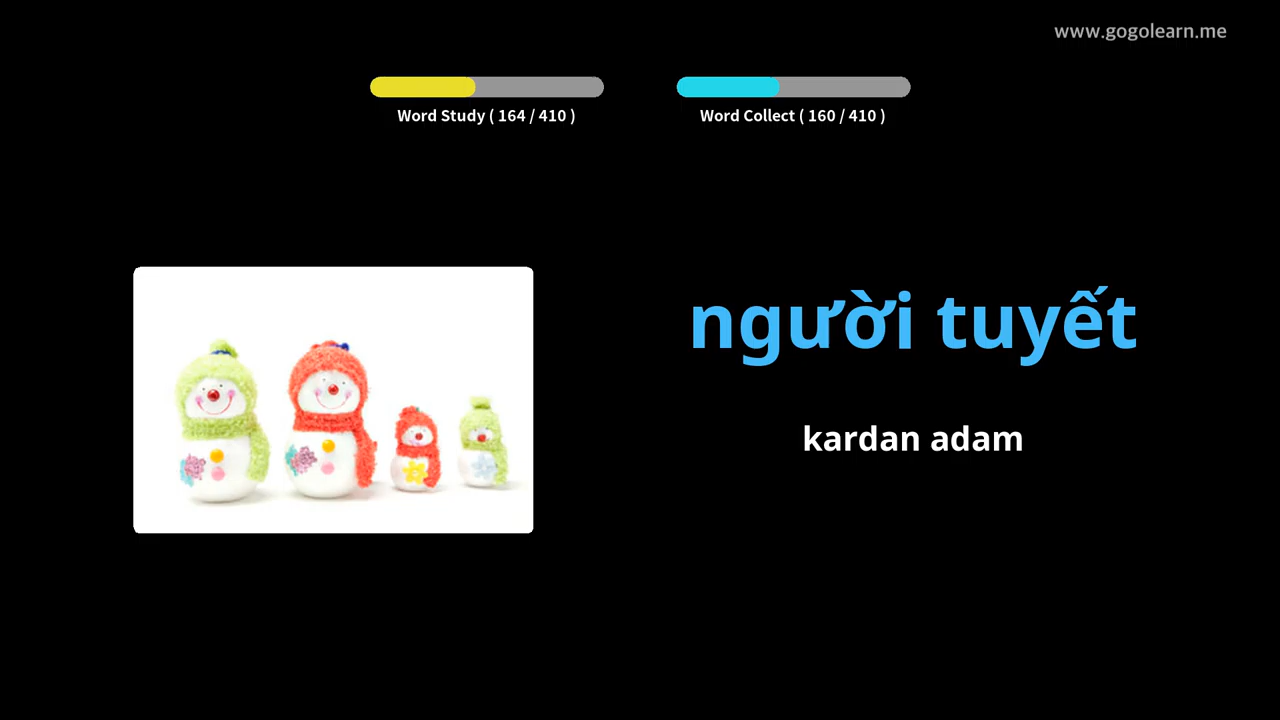 www.gogolearn.me
Word Study ( 164 / 410 )
Word Collect ( 160 / 410 )
người tuyết
kardan adam